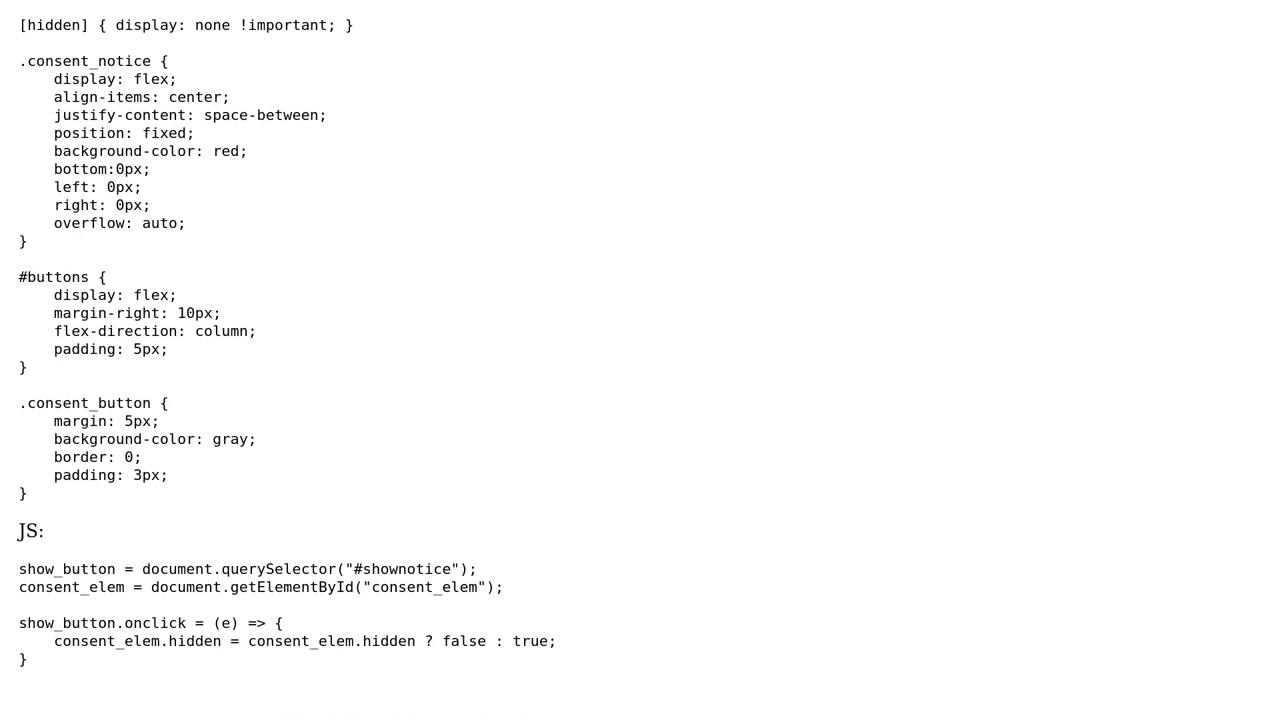 [hidden] { display: none !important; }
.consent_notice {
    display: flex;
    align-items: center;
    justify-content: space-between;
    position: fixed;
    background-color: red;
    bottom:0px;
    left: 0px;
    right: 0px;
    overflow: auto;
}
#buttons {
    display: flex;
    margin-right: 10px;
    flex-direction: column;
    padding: 5px;
}
.consent_button {
    margin: 5px;
    background-color: gray;
    border: 0;
    padding: 3px;
}
JS:
show_button = document.querySelector("#shownotice");
consent_elem = document.getElementById("consent_elem");
show_button.onclick = (e) => {
    consent_elem.hidden = consent_elem.hidden ? false : true;
}